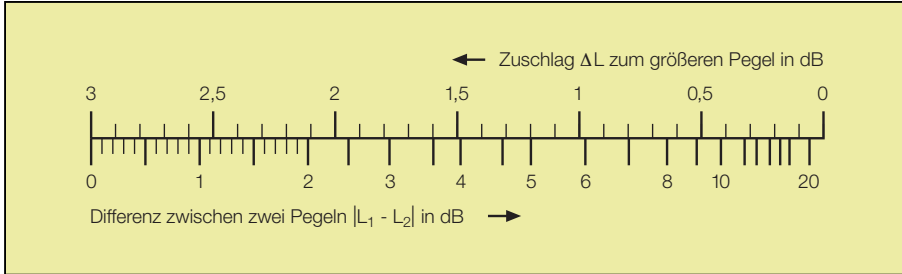 Zuschlag ΔL zum größeren Pegel in dB
3 2,5 2 1,5 1 0,5 0
0 1 2 3 4 5 6 8 10 20
Differenz zwischen zwei Pegeln |L₁ - L₂| in dB